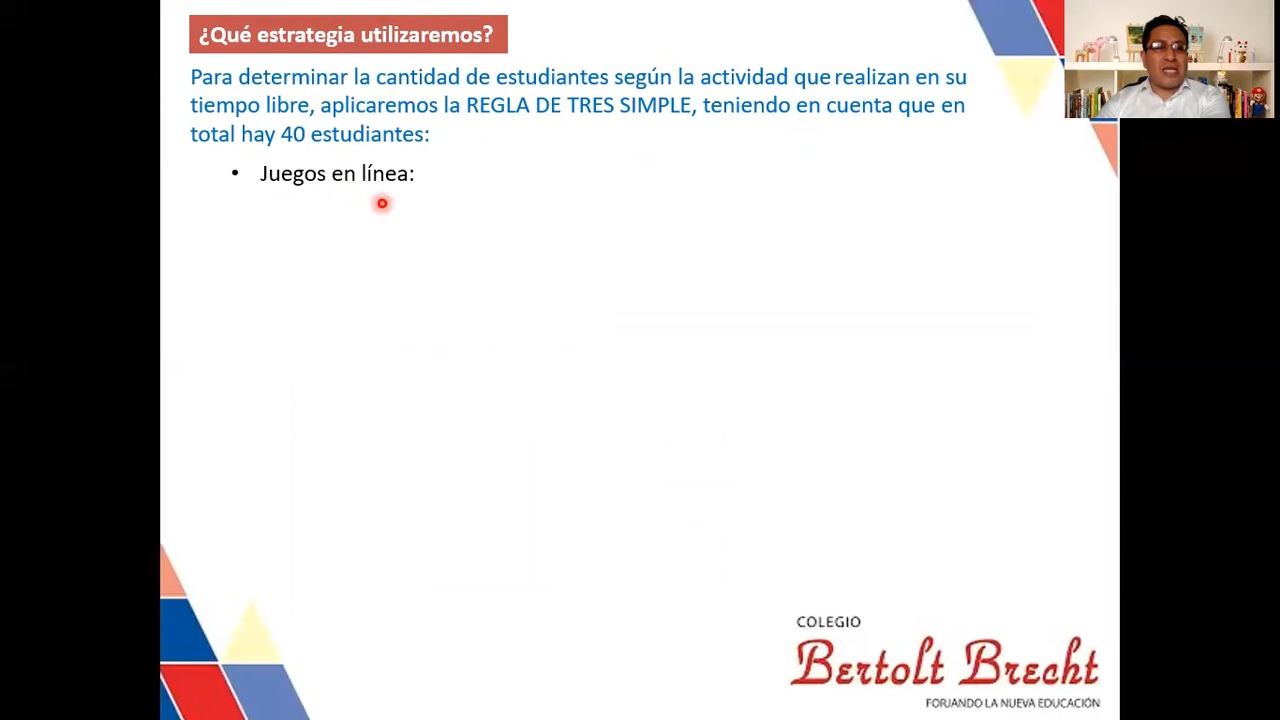 ¿Qué estrategia utilizaremos?
Para determinar la cantidad de estudiantes según la actividad que realizan en su
tiempo libre, aplicaremos la REGLA DE TRES SIMPLE, teniendo en cuenta que en
total hay 40 estudiantes:
• Juegos en línea:
COLEGIO
Bertolt Brecht
FORJANDO LA NUEVA EDUCACIÓN